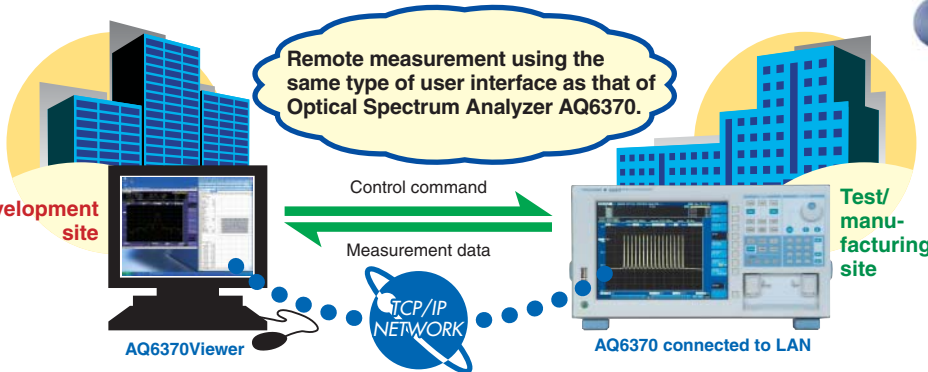 Remote measurement using the
same type of user interface as that of
Optical Spectrum Analyzer AQ6370.
velopment
site
Control command
Measurement data
Test/
manu-
facturing
site
TCP/IP
NETWORK
AQ6370Viewer
AQ6370 connected to LAN